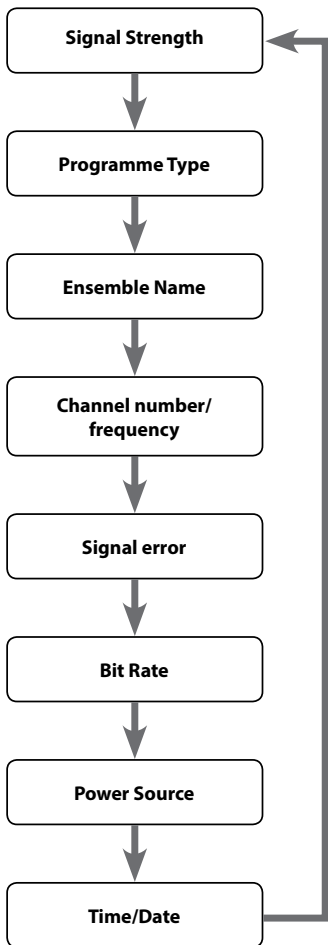 Signal Strength
Programme Type
Ensemble Name
Channel number/
frequency
Signal error
Bit Rate
Power Source
Time/Date